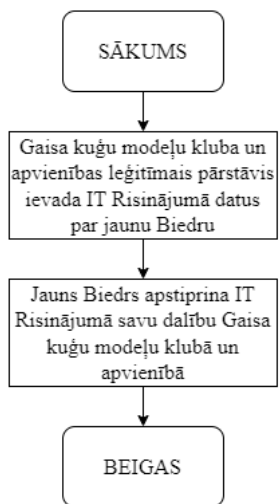 SĀKUMS
Gaisa kuģu modeļu kluba un
apvienības leģitīmais pārstāvis
ievada IT Risinājumā datus
par jaunu Biedru
Jauns Biedrs apstiprina IT
Risinājumā savu dalību Gaisa
kuģu modeļu klubā un
apvienībā
BEIGAS